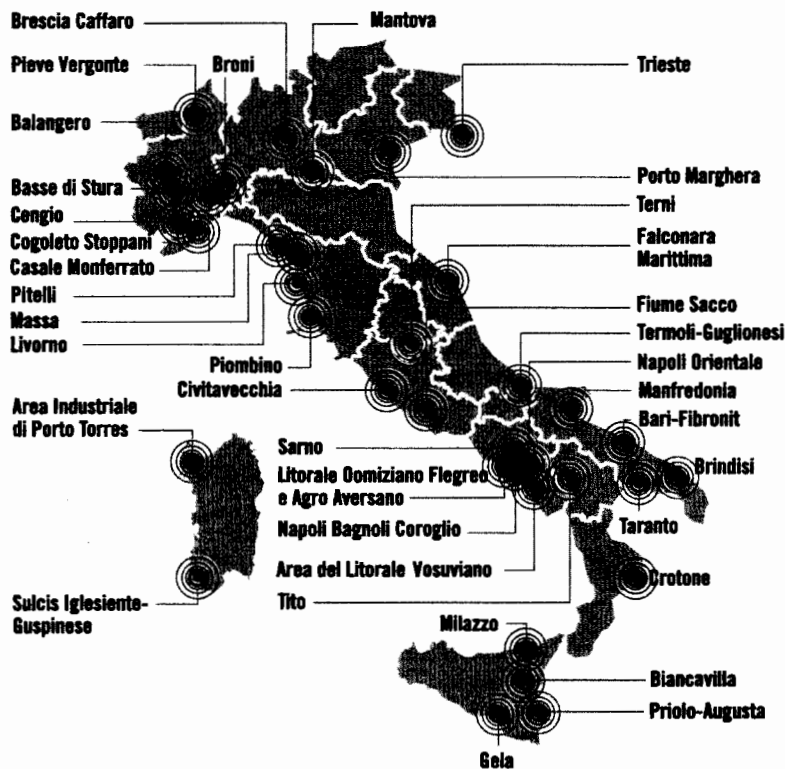 Brescia Caffaro
Mantova
Pieve Vergonte
Broni
Trieste
Balangero
Basse di Stura
Porto Marghera
Cengio
Terni
Cogoleto Stoppani
Falconara
Marittima
Casale Monferrato
Pitelli
Fiume Sacco
Massa
Termoli-Guglionesi
Livorno
Napoli Orientale
Piombino
Civitavecchia
Manfredonia
Area Industriale
di Porto Torres
Bari-Fibronit
Sarno
Brindisi
Litorale Oomiziano Flegreo
e Agro Aversano
Napoli Bagnoli Coroglio
Taranto
Area del Litorale Vosuviano
Crotone
Sulcis Iglesiente-
Guspinese
Tito
Milazzo
Biancavilla
Priolo-Augusta
Gela